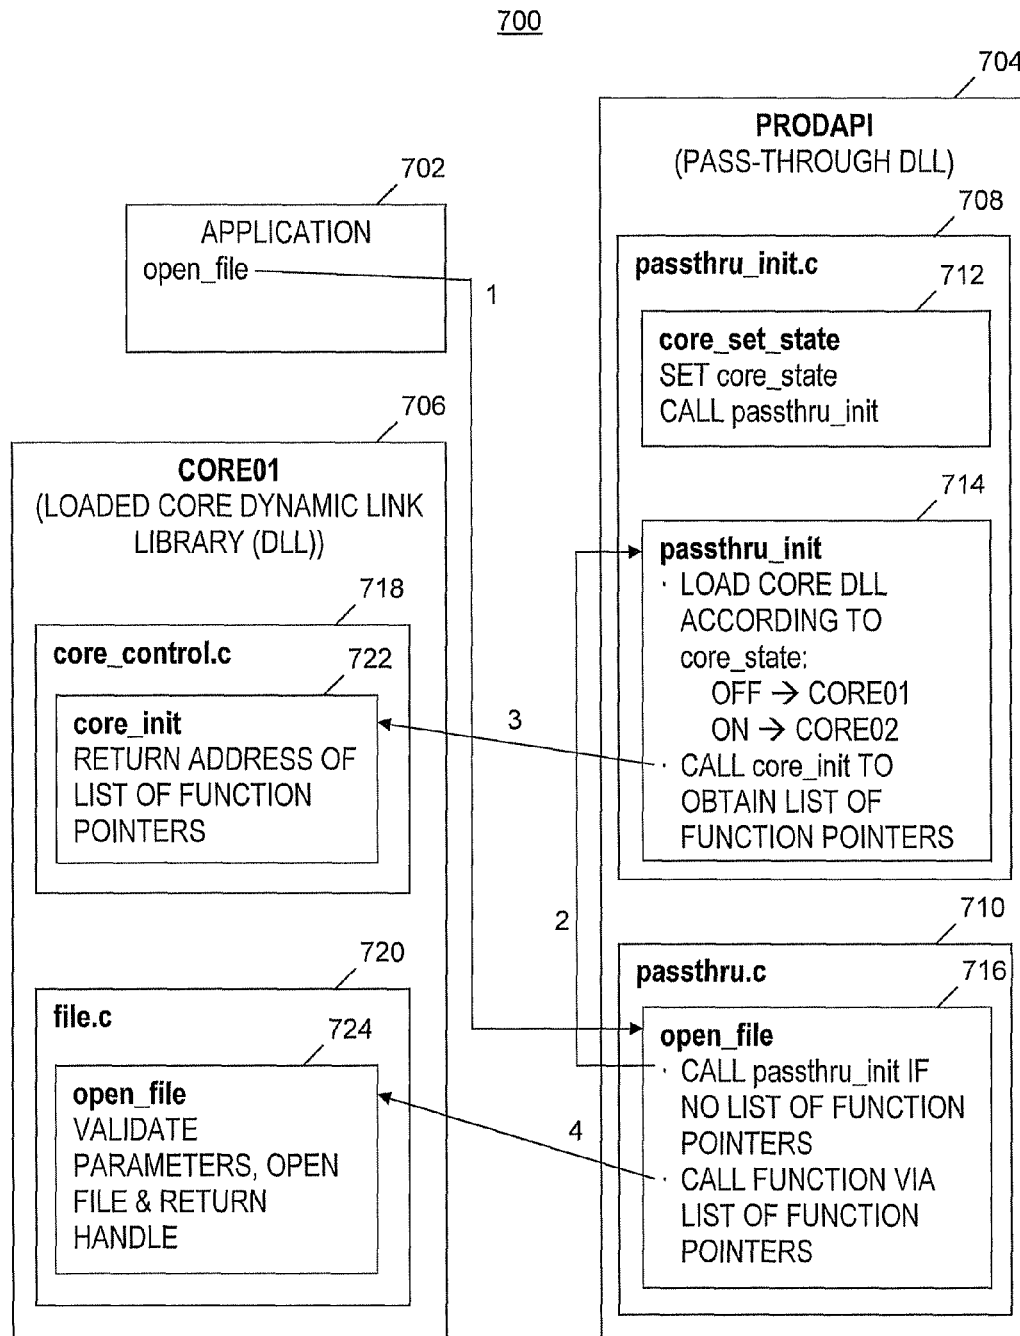 700
704
PRODAPI
(PASS-THROUGH DLL)
702
APPLICATION
open_file
1
708
passthru_init.c
712
core_set_state
SET core_state
CALL passthru_init
706
CORE01
(LOADED CORE DYNAMIC LINK
LIBRARY (DLL))
714
passthru_init
· LOAD CORE DLL
ACCORDING TO
core_state:
OFF → CORE01
ON → CORE02
· CALL core_init TO
OBTAIN LIST OF
FUNCTION POINTERS
718
core_control.c
722
core_init
RETURN ADDRESS OF
LIST OF FUNCTION
POINTERS
3
2
710
passthru.c
716
open_file
· CALL passthru_init IF
NO LIST OF FUNCTION
POINTERS
· CALL FUNCTION VIA
LIST OF FUNCTION
POINTERS
720
file.c
724
open_file
VALIDATE
PARAMETERS, OPEN
FILE & RETURN
HANDLE
4